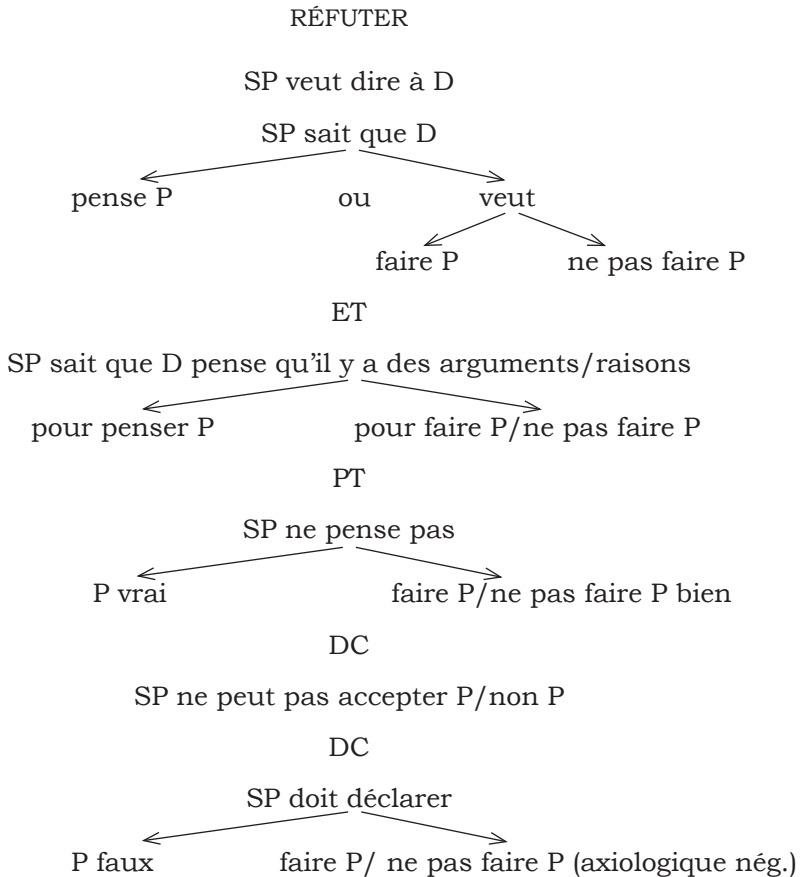 RÉFUTER
SP veut dire à D
SP sait que D
pense P ou veut
faire P ne pas faire P
ET
SP sait que D pense qu'il y a des arguments/raisons
pour penser P pour faire P/ne pas faire P
PT
SP ne pense pas
P vrai faire P/ne pas faire P bien
DC
SP ne peut pas accepter P/non P
DC
SP doit déclarer
P faux faire P/ ne pas faire P (axiologique nég.)